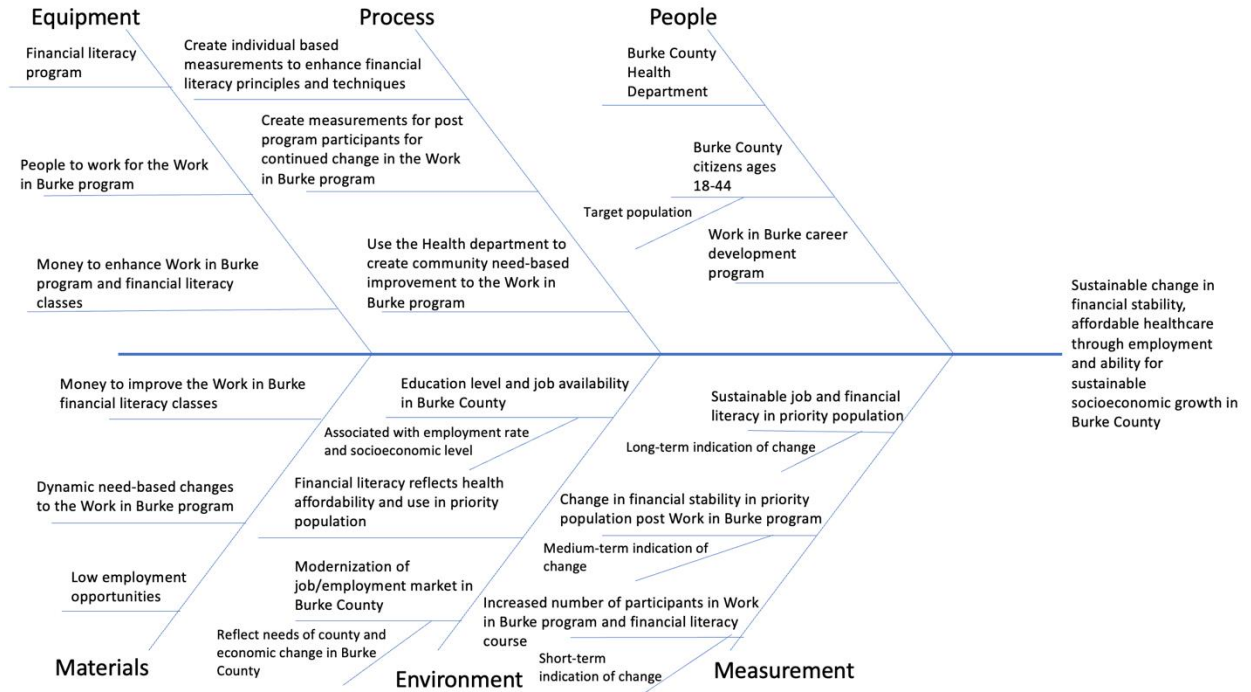 Equipment
Financial literacy
program
People to work for the Work
in Burke program
Money to enhance Work in Burke
program and financial literacy
classes
Process
Create individual based
measurements to enhance financial
literacy principles and techniques
Create measurements for post
program participants for
continued change in the Work
in Burke program
Use the Health department to
create community need-based
improvement to the Work in
Burke program
People
Burke County
Health
Department
Burke County
citizens ages
18-44
Target population
Work in Burke career
development
program
Sustainable change in
financial stability,
affordable healthcare
through employment
and ability for
sustainable
socioeconomic growth in
Burke County
Money to improve the Work in Burke
financial literacy classes
Dynamic need-based changes
to the Work in Burke program
Low employment
opportunities
Materials
Education level and job availability
in Burke County
Associated with employment rate
and socioeconomic level
Financial literacy reflects health
affordability and use in priority
population
Modernization of
job/employment market in
Burke County
Reflect needs of county and
economic change in Burke
County
Environment
Sustainable job and financial
literacy in priority population
Long-term indication of change
Change in financial stability in priority
population post Work in Burke program
Medium-term indication of
change
Increased number of participants in Work
in Burke program and financial literacy
course
Short-term
indication of change
Measurement